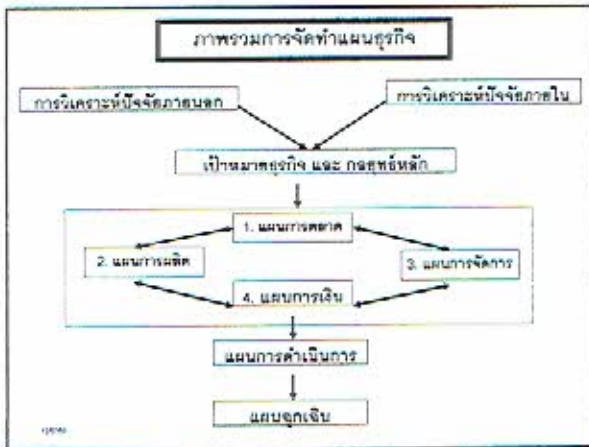 ภาพรวมการจัดทำแผนธุรกิจ
การวิเคราะห์ปัจจัยภายนอก
การวิเคราะห์ปัจจัยภายใน
เป้าหมายธุรกิจ และ กลยุทธ์หลัก
1. แผนการตลาด
2. แผนการผลิต
3. แผนการจัดการ
4. แผนการเงิน
แผนการดำเนินการ
แผนฉุกเฉิน